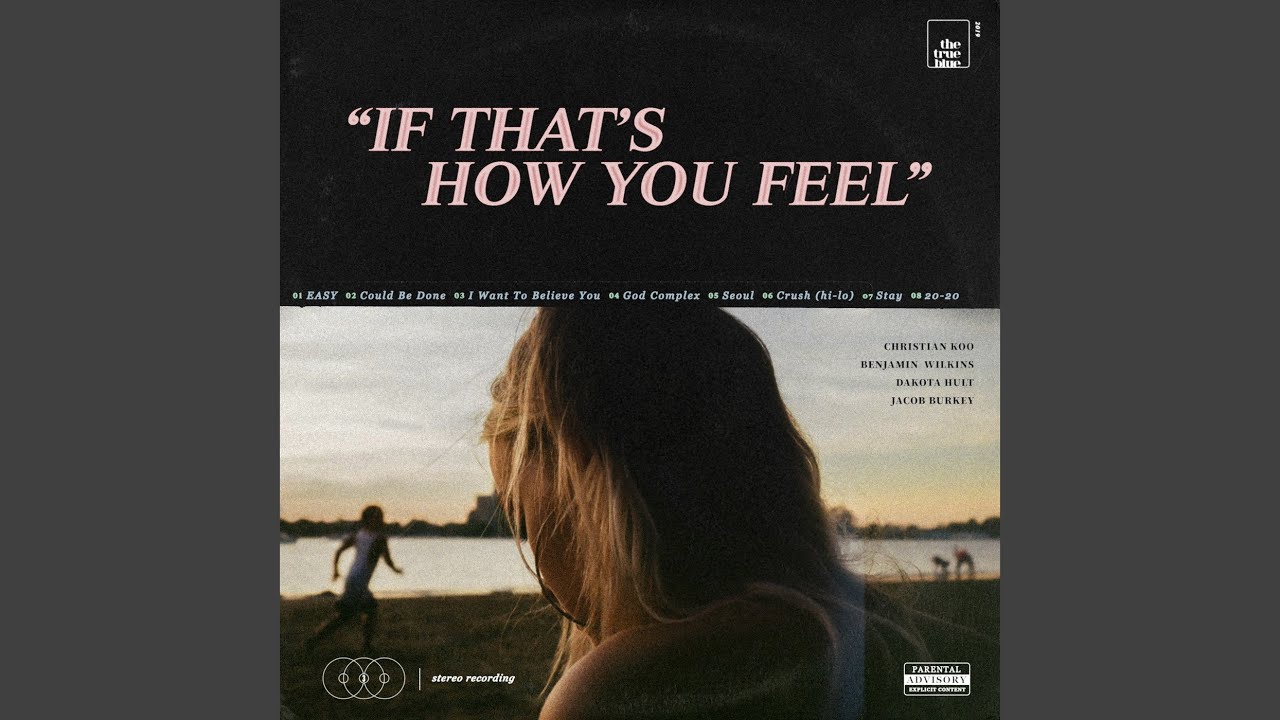 the
true
blue
2019
“IF THAT’S
HOW YOU FEEL”
01 EASY 02 Could Be Done 03 I Want To Believe You 04 God Complex 05 Seoul 06 Crush (hi-lo) 07 Stay 08 20-20
CHRISTIAN KOO
BENJAMIN WILKINS
DAKOTA HULT
JACOB BURKEY
stereo recording
PARENTAL
ADVISORY
EXPLICIT CONTENT